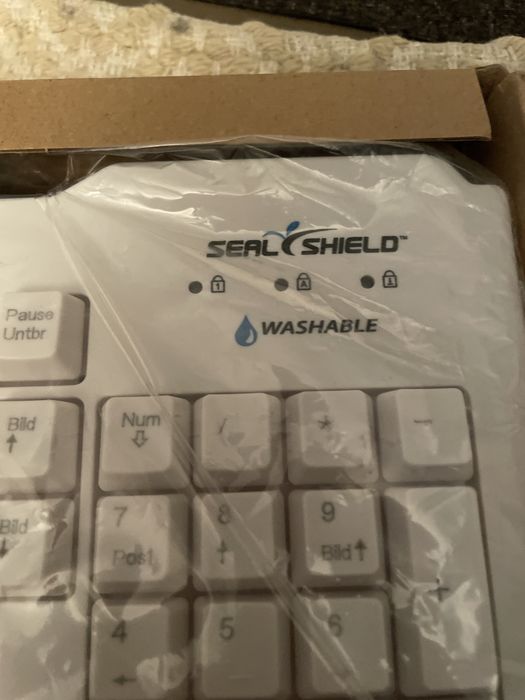 SEAL SHIELD™
1 A
WASHABLE
Pause
Untbr
Bild
↑
Num
/ * –
Bild
7 8 9
Pos1 ↑ Bild↑
+
4 5 6
←